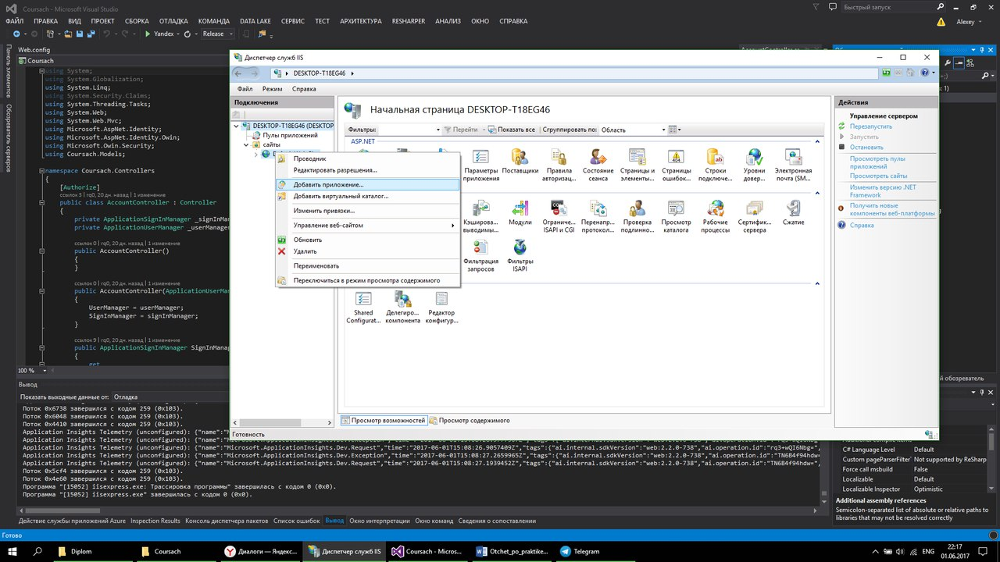 Coursach - Microsoft Visual Studio
Быстрый запуск
ФАЙЛ ПРАВКА ВИД ПРОЕКТ СБОРКА ОТЛАДКА КОМАНДА DATA LAKE СЕРВИС ТЕСТ АРХИТЕКТУРА RESHARPER АНАЛИЗ ОКНО СПРАВКА
Alexey
Yandex Release
Панель элементов
Обозреватель серверов
Web.config
Coursach
using System;
using System.Globalization;
using System.Linq;
using System.Security.Claims;
using System.Threading.Tasks;
using System.Web;
using System.Web.Mvc;
using Microsoft.AspNet.Identity;
using Microsoft.AspNet.Identity.Owin;
using Microsoft.Owin.Security;
using Coursach.Models;
namespace Coursach.Controllers
{
[Authorize]
ссылок 3 | rq0, 20 дн. назад | 1 изменение
public class AccountController : Controller
{
private ApplicationSignInManager _signInMana
private ApplicationUserManager _userManager
ссылок 0 | rq0, 20 дн. назад | 1 изменение
public AccountController()
{
}
ссылок 0 | rq0, 20 дн. назад | 1 изменение
public AccountController(ApplicationUserMan
{
UserManager = userManager;
SignInManager = signInManager;
}
ссылок 9 | rq0, 20 дн. назад | 1 изменение
public ApplicationSignInManager SignInManag
{
get
100 %
Диспетчер служб IIS
DESKTOP-T18EG46
Файл Режим Справка
Подключения
DESKTOP-T18EG46 (DESKTOP
Пулы приложений
сайты
Проводник
Редактировать разрешения...
Добавить приложение...
Добавить виртуальный каталог...
Изменить привязки...
Управление веб-сайтом
Обновить
Удалить
Переименовать
Переключиться в режим просмотра содержимого
Начальная страница DESKTOP-T18EG46
Фильтры: Перейти Показать все Сгруппировать по: Область
ASP.NET
Параметры приложения
Поставщики
Правила авторизац...
Состояние сеанса
Страницы и элементы...
Страницы ошибок...
Строки подключе...
Уровни довер...
Электронная почта (SM...
Кэширова... выводимы...
Модули
Ограниче... ISAPI и CGI
Перенапр... протокол...
Проверка подлинно...
Просмотр каталога
Рабочие процессы
Сертифик... сервера
Сжатие
Фильтрация запросов
Фильтры ISAPI
Shared Configurat...
Делегиро... компонента
Редактор конфигур...
Просмотр возможностей Просмотр содержимого
Готовность
Действия
Управление сервером
Перезапустить
Запустить
Остановить
Просмотреть пулы
приложений
Просмотреть сайты
Изменить версию .NET
Framework
Получить новые
компоненты веб-платформы
Справка
Вывод
Показать выходные данные от: Отладка
Поток 0x6738 завершился с кодом 259 (0x103).
Поток 0x6048 завершился с кодом 259 (0x103).
Поток 0x4410 завершился с кодом 259 (0x103).
Application Insights Telemetry (unconfigured): {"name":"M
Application Insights Telemetry (unconfigured): {"name":"M
Application Insights Telemetry (unconfigured): {"name":"Microsoft.ApplicationInsights.Dev.Request","time":"2017-06-01T15:08:26.9057409Z","tags":{"ai.internal.sdkVersion":"web:2.2.0-738","ai.operation.id":"rq3+wQI6Nbg=",
Application Insights Telemetry (unconfigured): {"name":"Microsoft.ApplicationInsights.Dev.Exception","time":"2017-06-01T15:08:27.2659965Z","tags":{"ai.internal.sdkVersion":"web:2.2.0-738","ai.operation.id":"TN6B4f94hdw=
Application Insights Telemetry (unconfigured): {"name":"Microsoft.ApplicationInsights.Dev.Request","time":"2017-06-01T15:08:27.1939452Z","tags":{"ai.internal.sdkVersion":"web:2.2.0-738","ai.operation.id":"TN6B4f94hdw=",
Поток 0x5cf4 завершился с кодом 259 (0x103).
Поток 0x4e60 завершился с кодом 259 (0x103).
Программа "[15052] iisexpress.exe: Трассировка программы" завершилась с кодом 0 (0x0).
Программа "[15052] iisexpress.exe" завершилась с кодом 0 (0x0).
й обозреватель
C# Language Level Default
Custom pageParserFilter Not supported by ReSharp
Force call msbuild False
Localizable Default
Localizable Inspector Optimistic
Additional assembly references
Semicolon-separated list of absolute or relative paths to
libraries that may not be resolved correctly
Действие службы приложений Azure Inspection Results Консоль диспетчера пакетов Список ошибок Вывод Окно интерпретации Окно команд Сведения о сопоставлении
Готово
Diplom
Coursach
Диалоги — Яндекс...
Диспетчер служб IIS
Coursach - Micros...
Otchet_po_praktike...
Telegram
ENG
22:17
01.06.2017